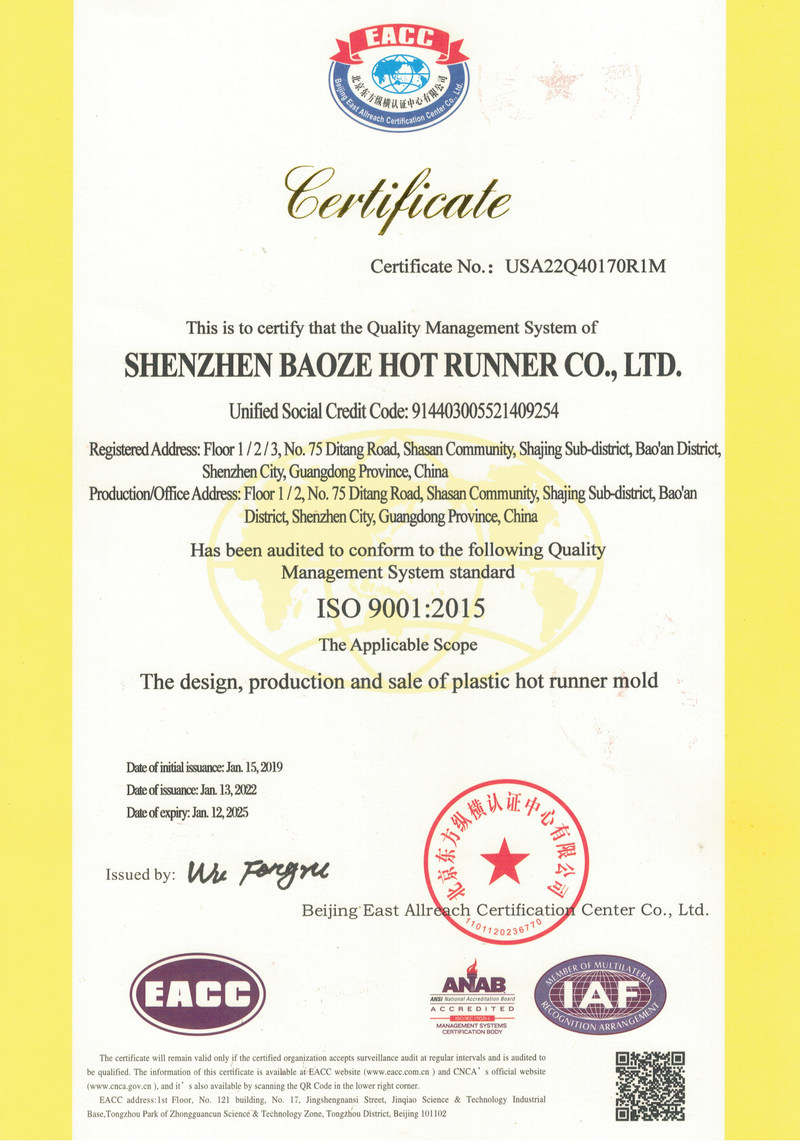 EACC
北京东方纵横认证中心有限公司
Beijing East Allreach Certification Center Co., Ltd.
Certificate
Certificate No.： USA22Q40170R1M
This is to certify that the Quality Management System of
SHENZHEN BAOZE HOT RUNNER CO., LTD.
Unified Social Credit Code: 914403005521409254
Registered Address: Floor 1 / 2 / 3, No. 75 Ditang Road, Shasan Community, Shajing Sub-district, Bao'an District,
Shenzhen City, Guangdong Province, China
Production/Office Address: Floor 1 / 2, No. 75 Ditang Road, Shasan Community, Shajing Sub-district, Bao'an
District, Shenzhen City, Guangdong Province, China
Has been audited to conform to the following Quality
Management System standard
ISO 9001:2015
The Applicable Scope
The design, production and sale of plastic hot runner mold
Date of initial issuance: Jan. 15, 2019
Date of issuance: Jan. 13, 2022
Date of expiry: Jan. 12, 2025
北京东方纵横认证中心有限公司
Issued by:
Beijing East Allreach Certification Center Co., Ltd.
1101120236770
EACC
ANAB
ANSI National Accreditation Board
ACCREDITED
ISO/IEC 17021-1
MANAGEMENT SYSTEMS
CERTIFICATION BODY
MEMBER OF MULTILATERAL
IAF
RECOGNITION ARRANGEMENT
The certificate will remain valid only if the certified organization accepts surveillance audit at regular intervals and is audited to
be qualified. The information of this certificate is available at EACC website (www.eacc.com.cn ) and CNCA’s official website
(www.cnca.gov.cn ), and it’s also available by scanning the QR Code in the lower right corner.
EACC address:1st Floor, No. 121 building, No. 17, Jingshengnansi Street, Jinqiao Science & Technology Industrial
Base,Tongzhou Park of Zhongguancun Science & Technology Zone, Tongzhou District, Beijing 101102